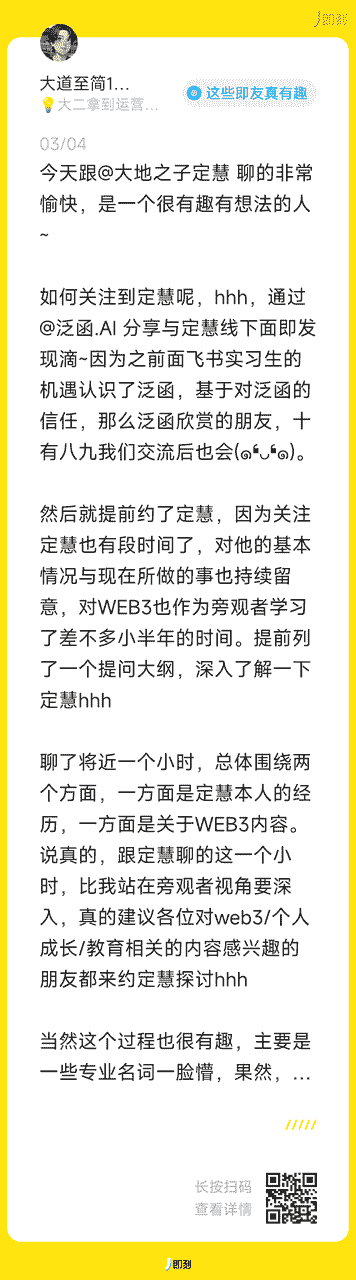 即刻
大道至简1...
这些即友真有趣
💡大二拿到运营...
03/04
今天跟@大地之子定慧 聊的非常
愉快，是一个很有趣有想法的人
~
如何关注到定慧呢，hhh，通过
@泛函.AI 分享与定慧线下面即发
现滴~因为之前面飞书实习生的
机遇认识了泛函，基于对泛函的
信任，那么泛函欣赏的朋友，十
有八九我们交流后也会(๑❛ᴗ❛๑)。
然后就提前约了定慧，因为关注
定慧也有段时间了，对他的基本
情况与现在所做的事也持续留
意，对WEB3也作为旁观者学习
了差不多小半年的时间。提前列
了一个提问大纲，深入了解一下
定慧hhh
聊了将近一个小时，总体围绕两
个方面，一方面是定慧本人的经
历，一方面是关于WEB3内容。
说真的，跟定慧聊的这一个小
时，比我站在旁观者视角要深
入，真的建议各位对web3/个人
成长/教育相关的内容感兴趣的
朋友都来约定慧探讨hhh
当然这个过程也很有趣，主要是
一些专业名词一脸懵，果然，...
长按扫码
查看详情
即刻